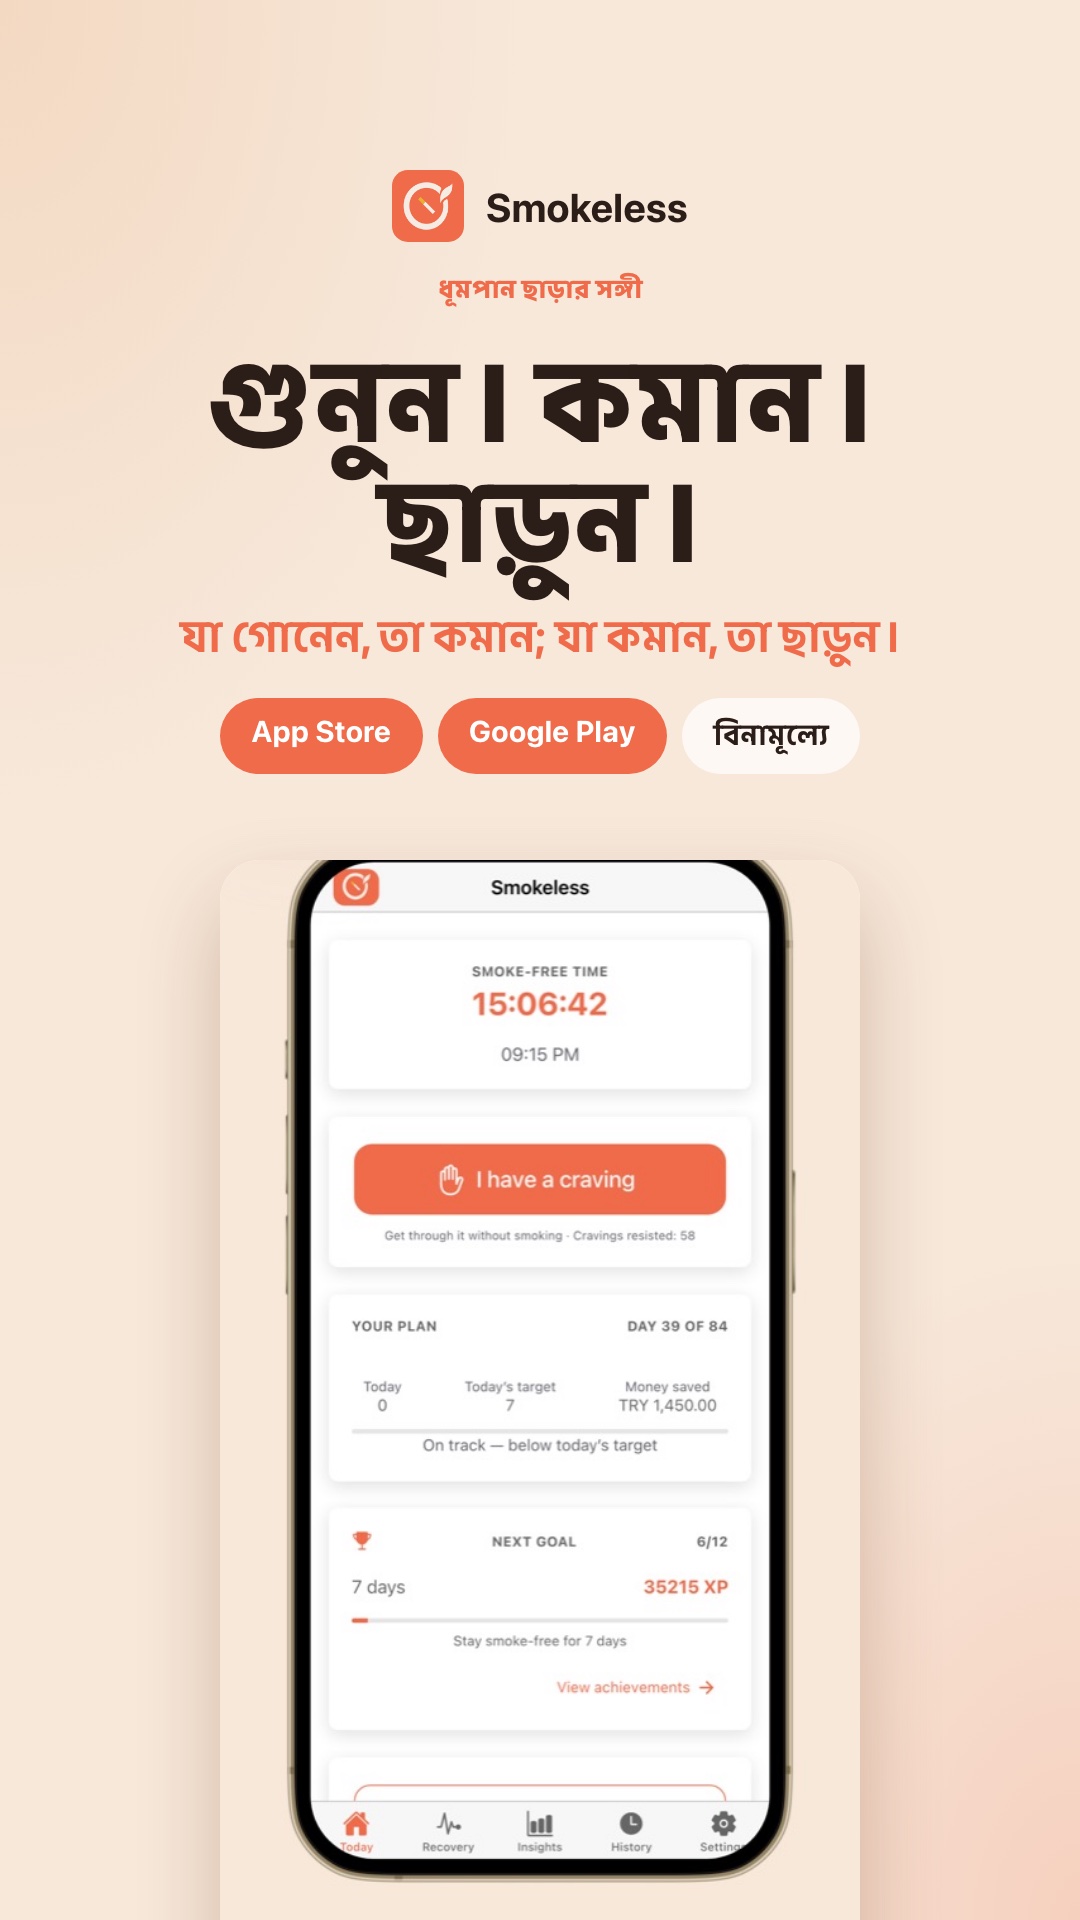 Smokeless
ধূমপান ছাড়ার সঙ্গী
গুনুন। কমান।
ছাড়ুন।
যা গোনেন, তা কমান; যা কমান, তা ছাড়ুন।
App Store Google Play বিনামূল্যে
Smokeless
SMOKE-FREE TIME
15:06:42
09:15 PM
I have a craving
Get through it without smoking · Cravings resisted: 58
YOUR PLAN DAY 39 OF 84
Today Today's target Money saved
0 7 TRY 1,450.00
On track — below today's target
NEXT GOAL 6/12
7 days 35215 XP
Stay smoke-free for 7 days
View achievements →
Today Recovery Insights History Settings